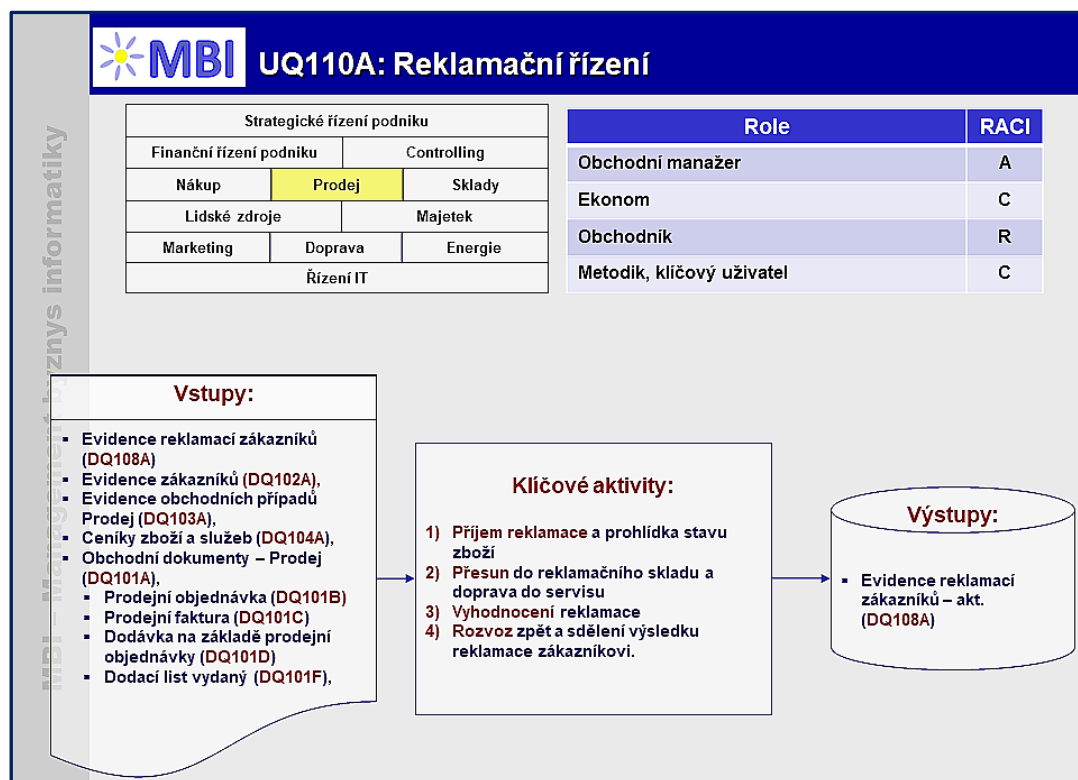 MBI
UQ110A: Reklamační řízení
MBI – Management byznys informatiky
Strategické řízení podniku
Finanční řízení podniku
Controlling
Nákup
Prodej
Sklady
Lidské zdroje
Majetek
Marketing
Doprava
Energie
Řízení IT
Role RACI
Obchodní manažer A
Ekonom C
Obchodník R
Metodik, klíčový uživatel C
Vstupy:
▪ Evidence reklamací zákazníků
(DQ108A)
▪ Evidence zákazníků (DQ102A),
▪ Evidence obchodních případů
Prodej (DQ103A),
▪ Ceníky zboží a služeb (DQ104A),
▪ Obchodní dokumenty – Prodej
(DQ101A),
▪ Prodejní objednávka (DQ101B)
▪ Prodejní faktura (DQ101C)
▪ Dodávka na základě prodejní
objednávky (DQ101D)
▪ Dodací list vydaný (DQ101F),
Klíčové aktivity:
1) Příjem reklamace a prohlídka stavu
zboží
2) Přesun do reklamačního skladu a
doprava do servisu
3) Vyhodnocení reklamace
4) Rozvoz zpět a sdělení výsledku
reklamace zákazníkovi.
Výstupy:
▪ Evidence reklamací
zákazníků – akt.
(DQ108A)